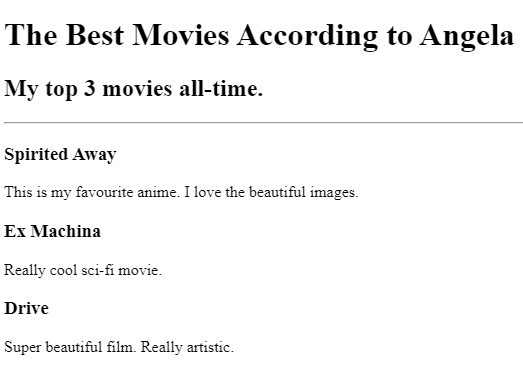 The Best Movies According to Angela
My top 3 movies all-time.
Spirited Away
This is my favourite anime. I love the beautiful images.
Ex Machina
Really cool sci-fi movie.
Drive
Super beautiful film. Really artistic.